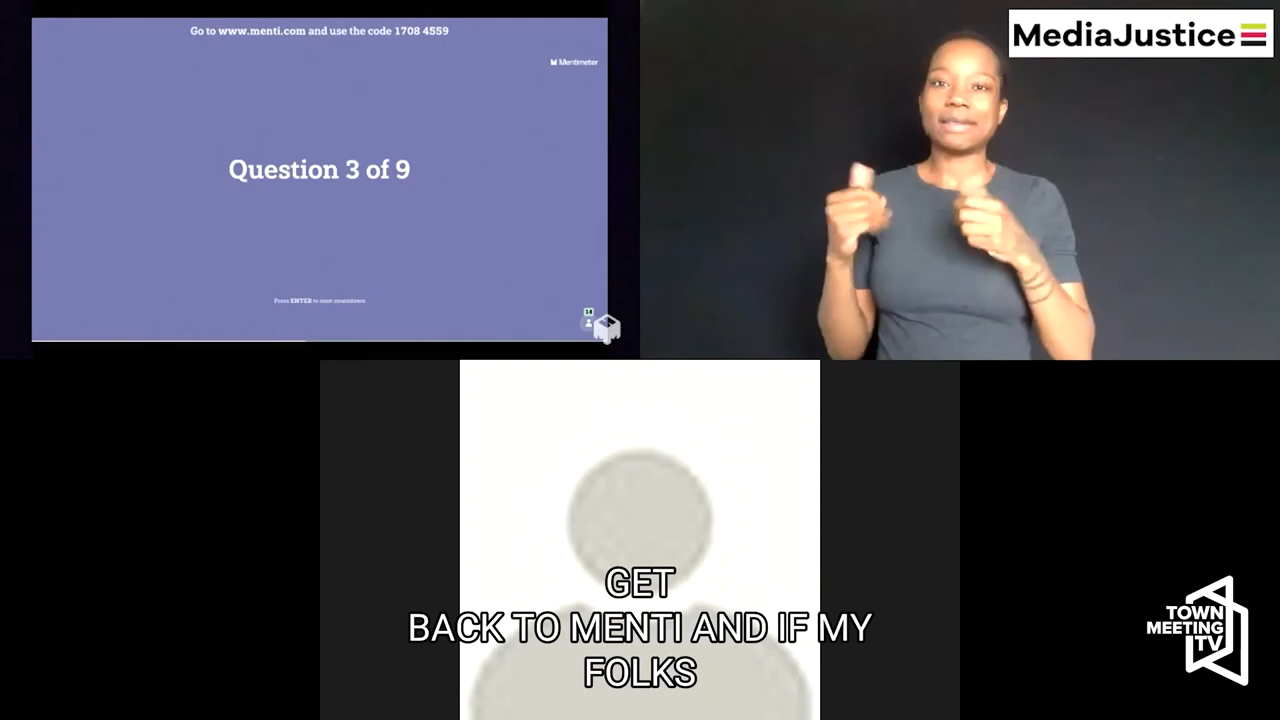 Go to www.menti.com and use the code 1708 4559
Mentimeter
Question 3 of 9
Press ENTER to start countdown
14
MediaJustice
GET
BACK TO MENTI AND IF MY
FOLKS
TOWN
MEETING
TV